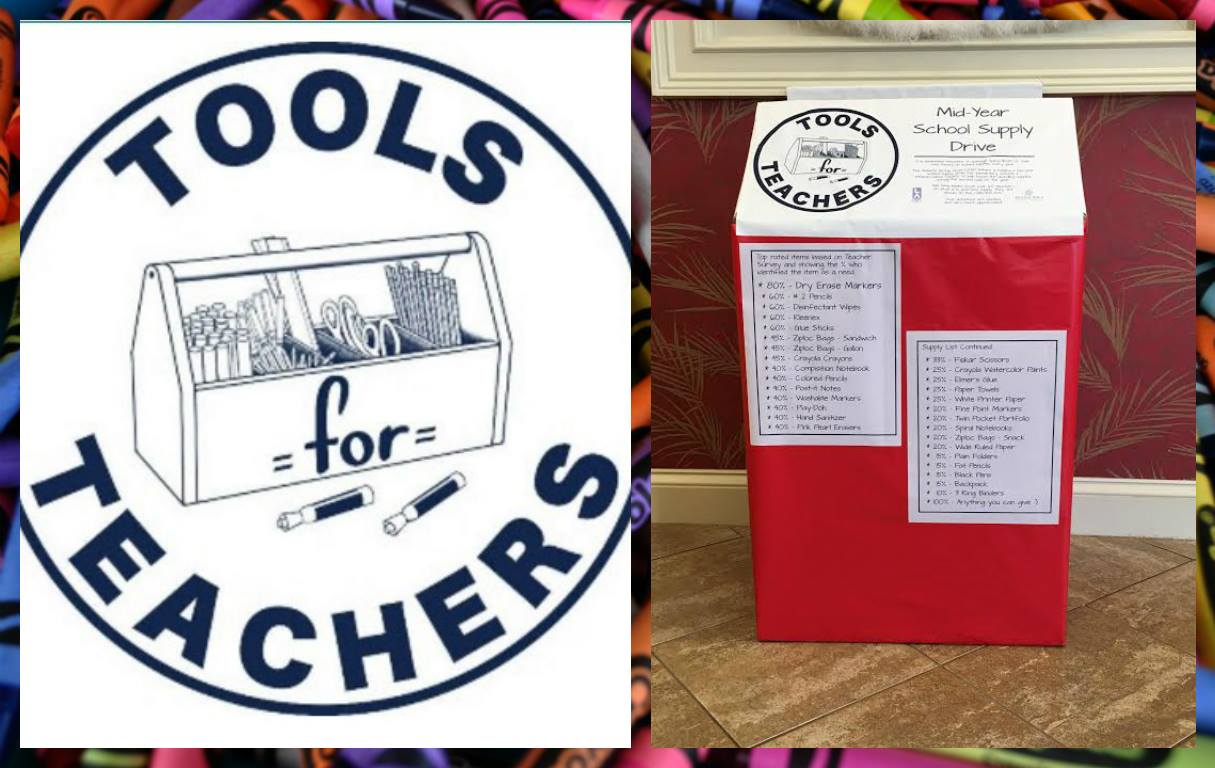 TOOLS
= for =
TEACHERS
TOOLS
= for =
TEACHERS
Mid-Year
School Supply
Drive
Top rated items based on Teacher
Survey and showing the % who
identified the item as a need.
* 80% - Dry Erase Markers
* 60% - # 2 Pencils
* 60% - Disinfectant Wipes
* 60% - Kleenex
* 60% - Glue Sticks
* 45% - Ziploc Bags - Sandwich
* 45% - Ziploc Bags - Gallon
* 45% - Crayola Crayons
* 40% - Composition Notebook
* 40% - Colored Pencils
* 40% - Post-it Notes
* 40% - Washable Markers
* 40% - Play-Doh
* 40% - Hand Sanitizer
* 40% - Pink Pearl Erasers
Supply List Continued
* 35% - Fiskar Scissors
* 25% - Crayola Watercolor Paints
* 25% - Elmer's Glue
* 25% - Paper Towels
* 25% - White Printer Paper
* 20% - Fine Point Markers
* 20% - Twin Pocket Portfolio
* 20% - Spiral Notebooks
* 20% - Ziploc Bags - Snack
* 20% - Wide Ruled Paper
* 15% - Plain Folders
* 15% - Fat Pencils
* 15% - Black Pens
* 15% - Backpack
* 10% - 3 Ring Binders
* 100% - Anything you can give :)